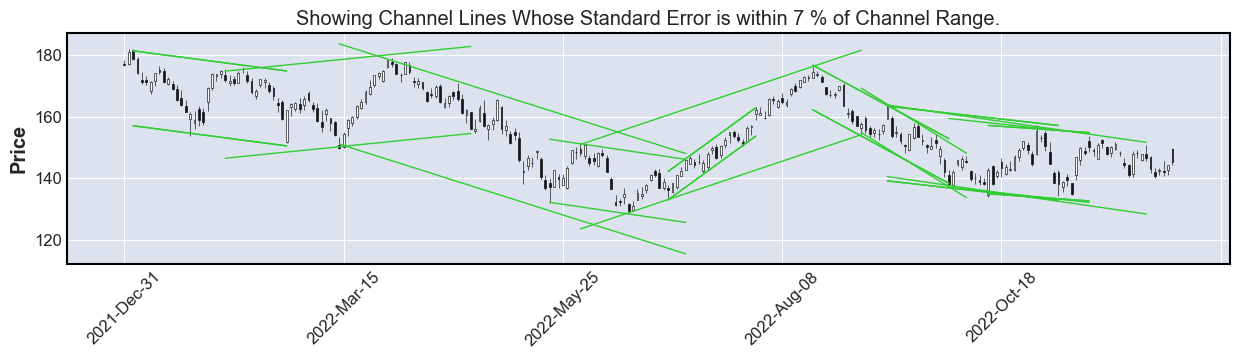 Showing Channel Lines Whose Standard Error is within 7 % of Channel Range.
Price
180
160
140
120
2021-Dec-31
2022-Mar-15
2022-May-25
2022-Aug-08
2022-Oct-18